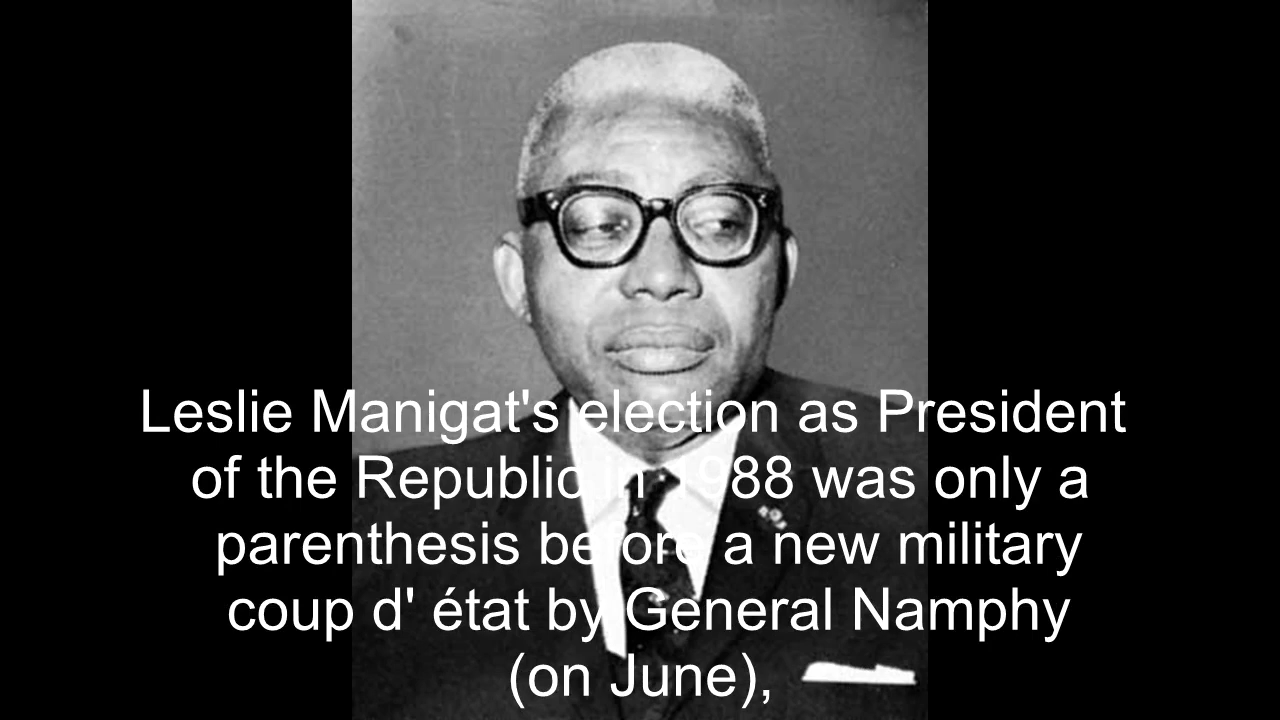 Leslie Manigat's election as President
of the Republic in 1988 was only a
parenthesis before a new military
coup d' état by General Namphy
(on June),